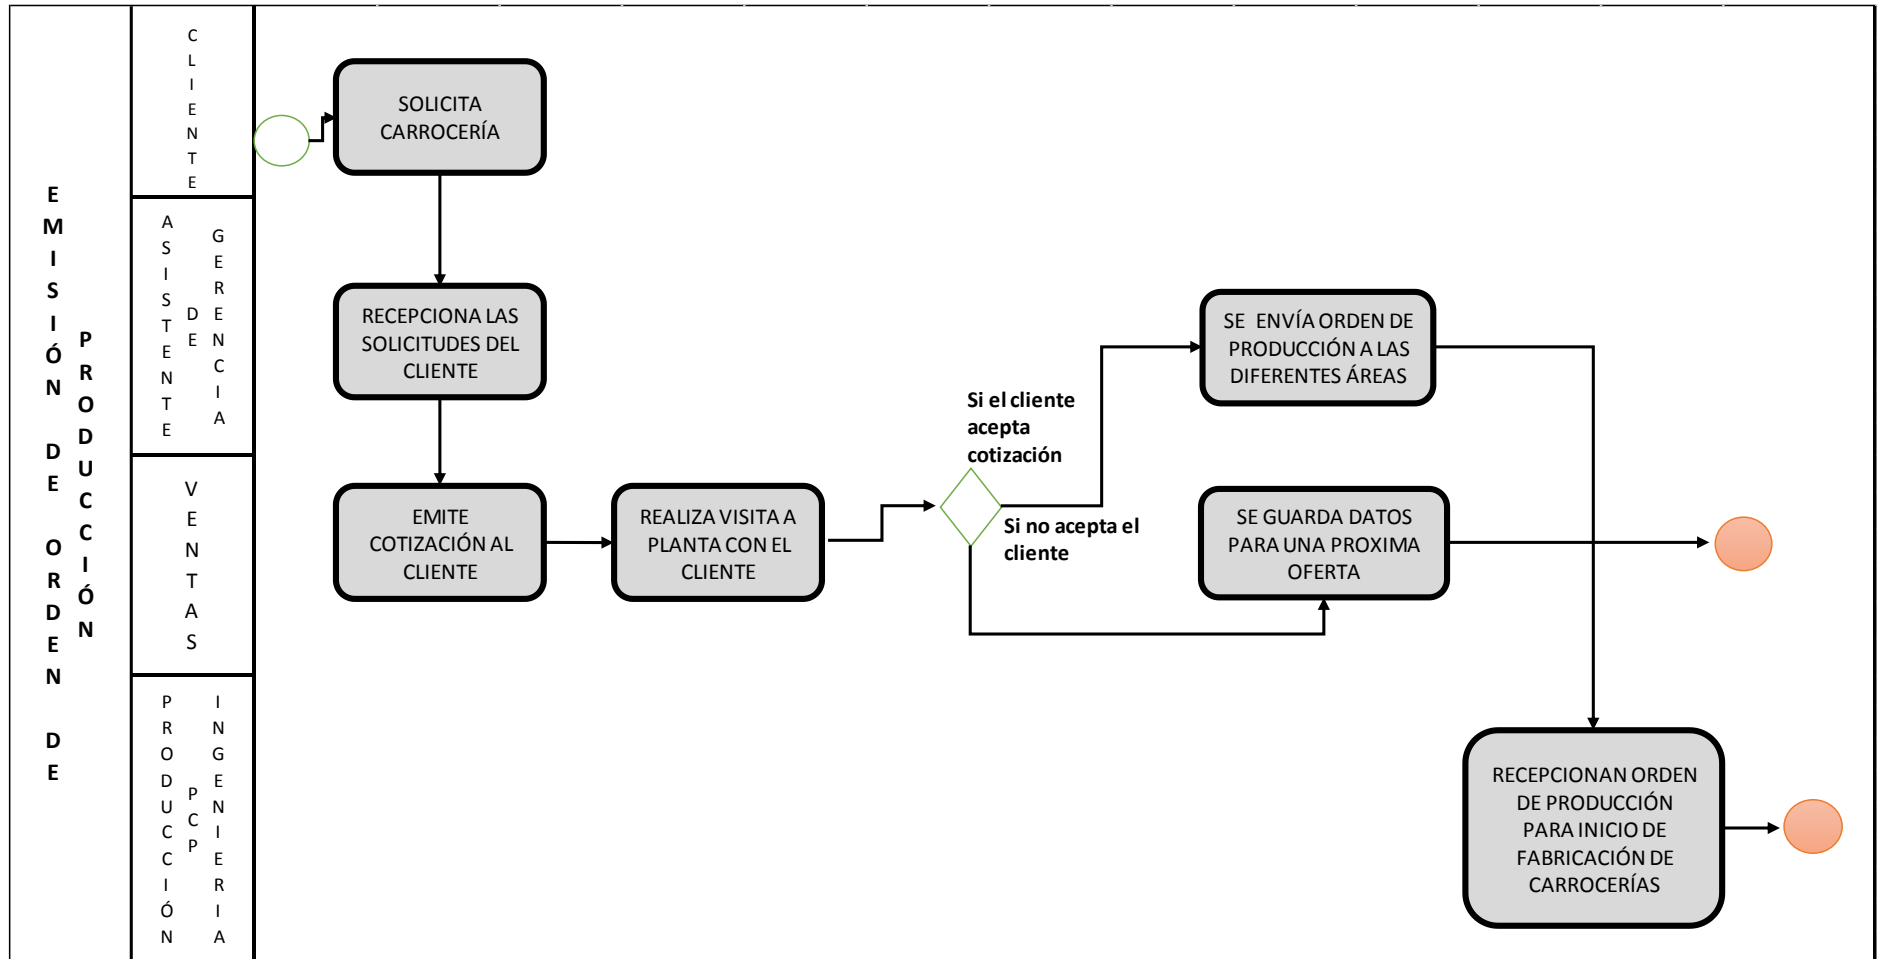 EMISIÓN DE ORDEN DE
PRODUCCIÓN
CLIENTE
ASISTENTE
DE
GERENCIA
VENTAS
PRODUCCIÓN
PCP
INGENIERIA
SOLICITA
CARROCERÍA
RECEPCIONA LAS
SOLICITUDES DEL
CLIENTE
EMITE
COTIZACIÓN AL
CLIENTE
REALIZA VISITA A
PLANTA CON EL
CLIENTE
Si el cliente
acepta
cotización
Si no acepta el
cliente
SE ENVÍA ORDEN DE
PRODUCCIÓN A LAS
DIFERENTES ÁREAS
SE GUARDA DATOS
PARA UNA PROXIMA
OFERTA
RECEPCIONAN ORDEN
DE PRODUCCIÓN
PARA INICIO DE
FABRICACIÓN DE
CARROCERÍAS